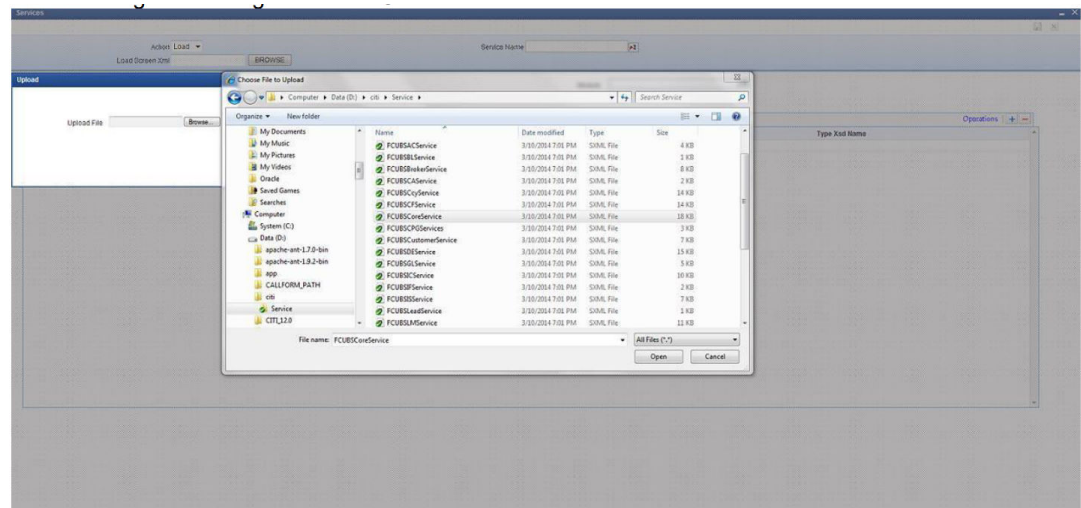 Services
Action Load
Service Name
Load Screen Xml
BROWSE
Upload
Choose File to Upload
Computer Data (D:) citi Service
Search Service
Organize New folder
Upload File
Browse...
Operations + -
Type Xsd Name
My Documents
My Music
My Pictures
My Videos
Oracle
Saved Games
Searches
Computer
System (C:)
Data (D:)
apache-ant-1.7.0-bin
apache-ant-1.9.2-bin
app
CALLFORM_PATH
citi
Service
CITI_12.0
Name Date modified Type Size
FCUBSACService 3/10/2014 7:01 PM SXML File 4 KB
FCUBSBLService 3/10/2014 7:01 PM SXML File 1 KB
FCUBSBrokerService 3/10/2014 7:01 PM SXML File 8 KB
FCUBSCAService 3/10/2014 7:01 PM SXML File 2 KB
FCUBSCcyService 3/10/2014 7:01 PM SXML File 14 KB
FCUBSCFService 3/10/2014 7:01 PM SXML File 14 KB
FCUBSCoreService 3/10/2014 7:01 PM SXML File 18 KB
FCUBSCPGServices 3/10/2014 7:01 PM SXML File 3 KB
FCUBSCustomerService 3/10/2014 7:01 PM SXML File 7 KB
FCUBSDEService 3/10/2014 7:01 PM SXML File 15 KB
FCUBSGLService 3/10/2014 7:01 PM SXML File 5 KB
FCUBSICService 3/10/2014 7:01 PM SXML File 10 KB
FCUBSIFService 3/10/2014 7:01 PM SXML File 2 KB
FCUBSISService 3/10/2014 7:01 PM SXML File 7 KB
FCUBSLeadService 3/10/2014 7:01 PM SXML File 1 KB
FCUBSLMService 3/10/2014 7:01 PM SXML File 11 KB
File name: FCUBSCoreService
All Files (*.*)
Open Cancel